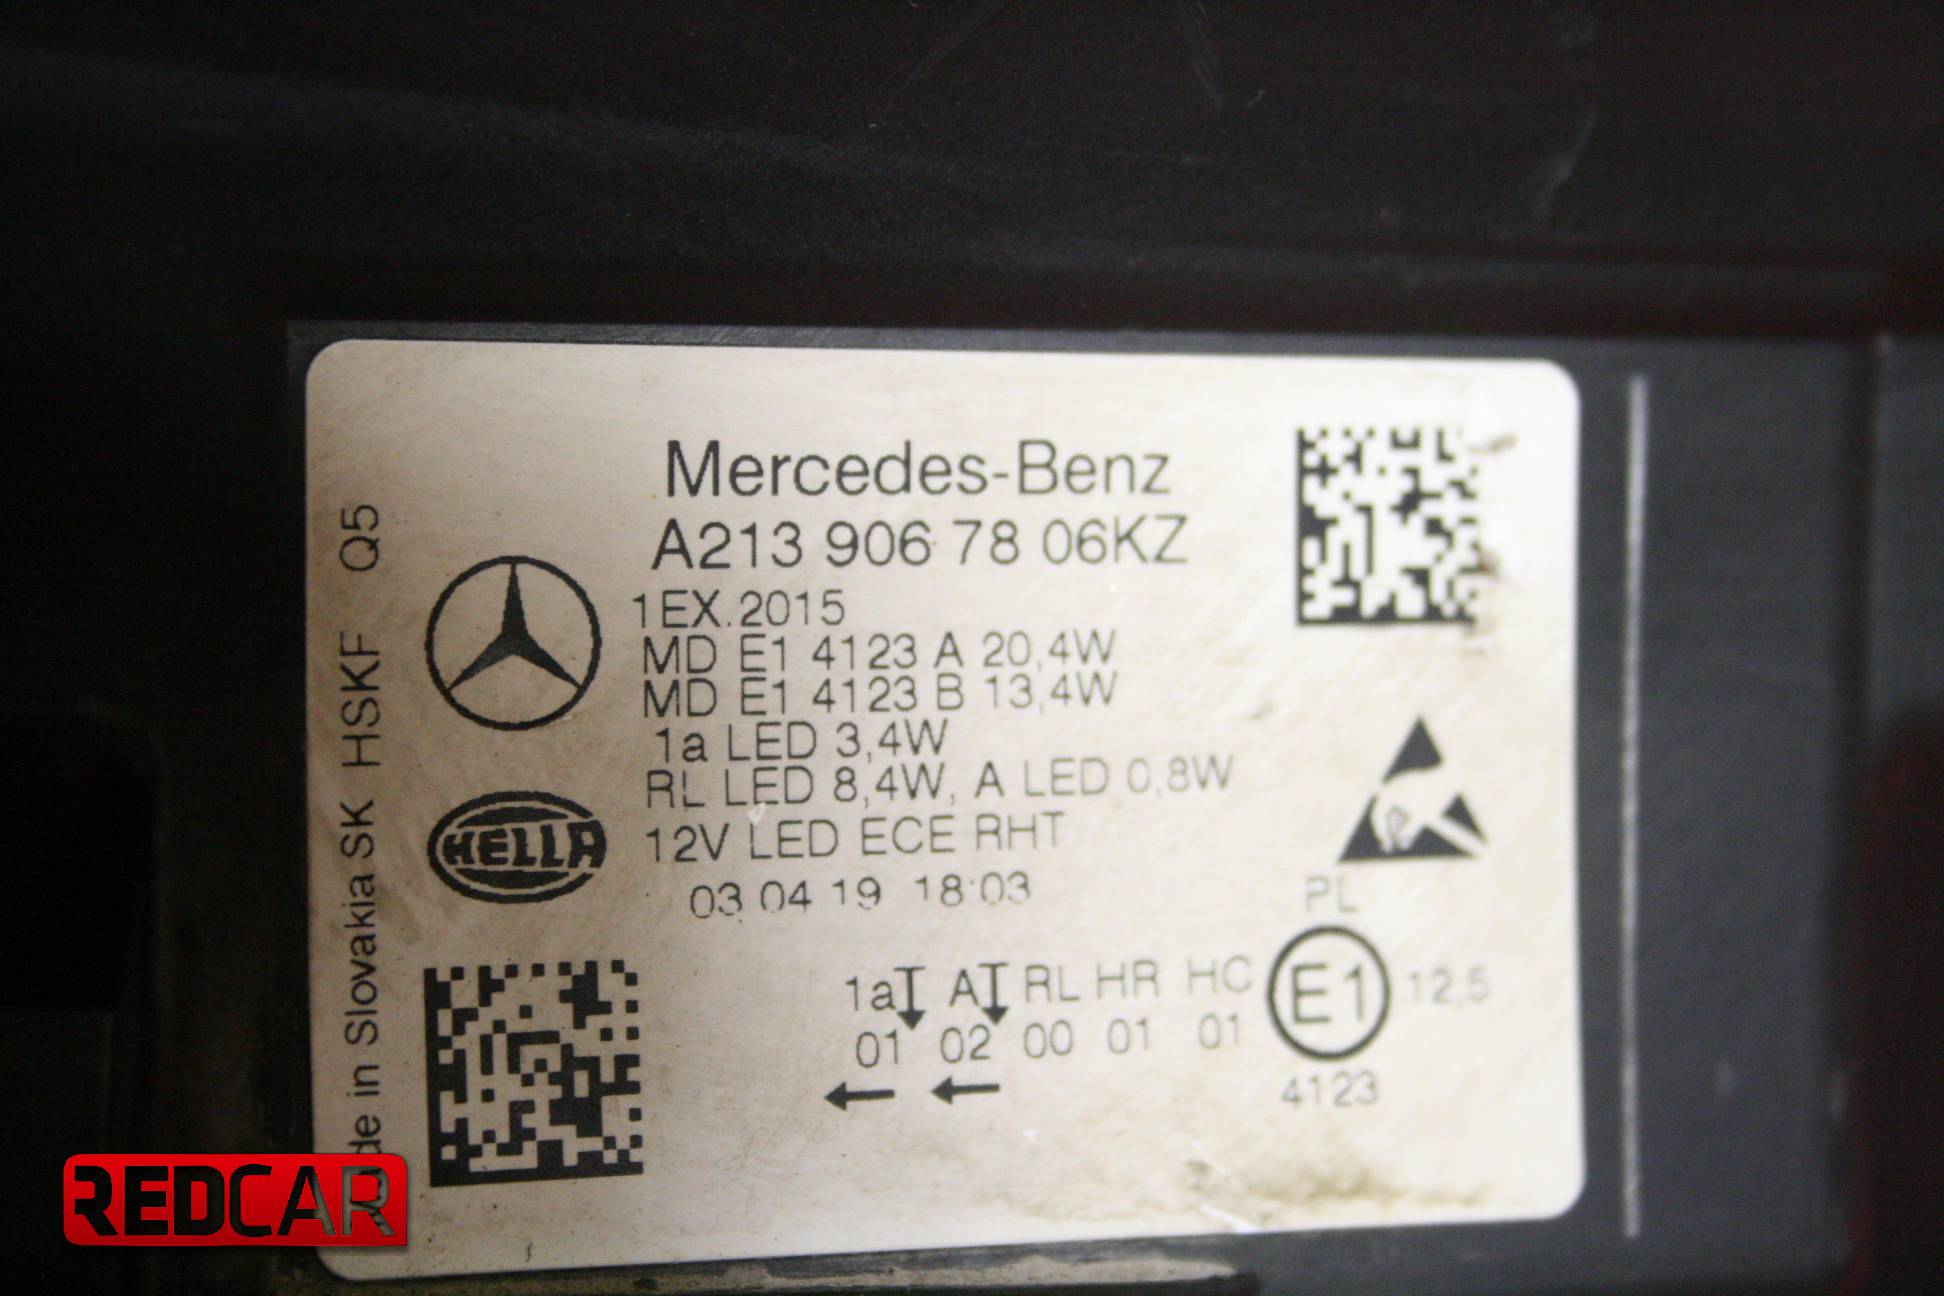 Mercedes-Benz
A213 906 78 06KZ
1EX.2015
MD E1 4123 A 20,4W
MD E1 4123 B 13,4W
1a LED 3,4W
RL LED 8,4W, A LED 0,8W
12V LED ECE RHT
03.04.19 18:03
HELLA
Made in Slovakia SK HSKF Q5
PL
1a A RL HR HC E1 12,5
01 02 00 01 01
4123
REDCAR